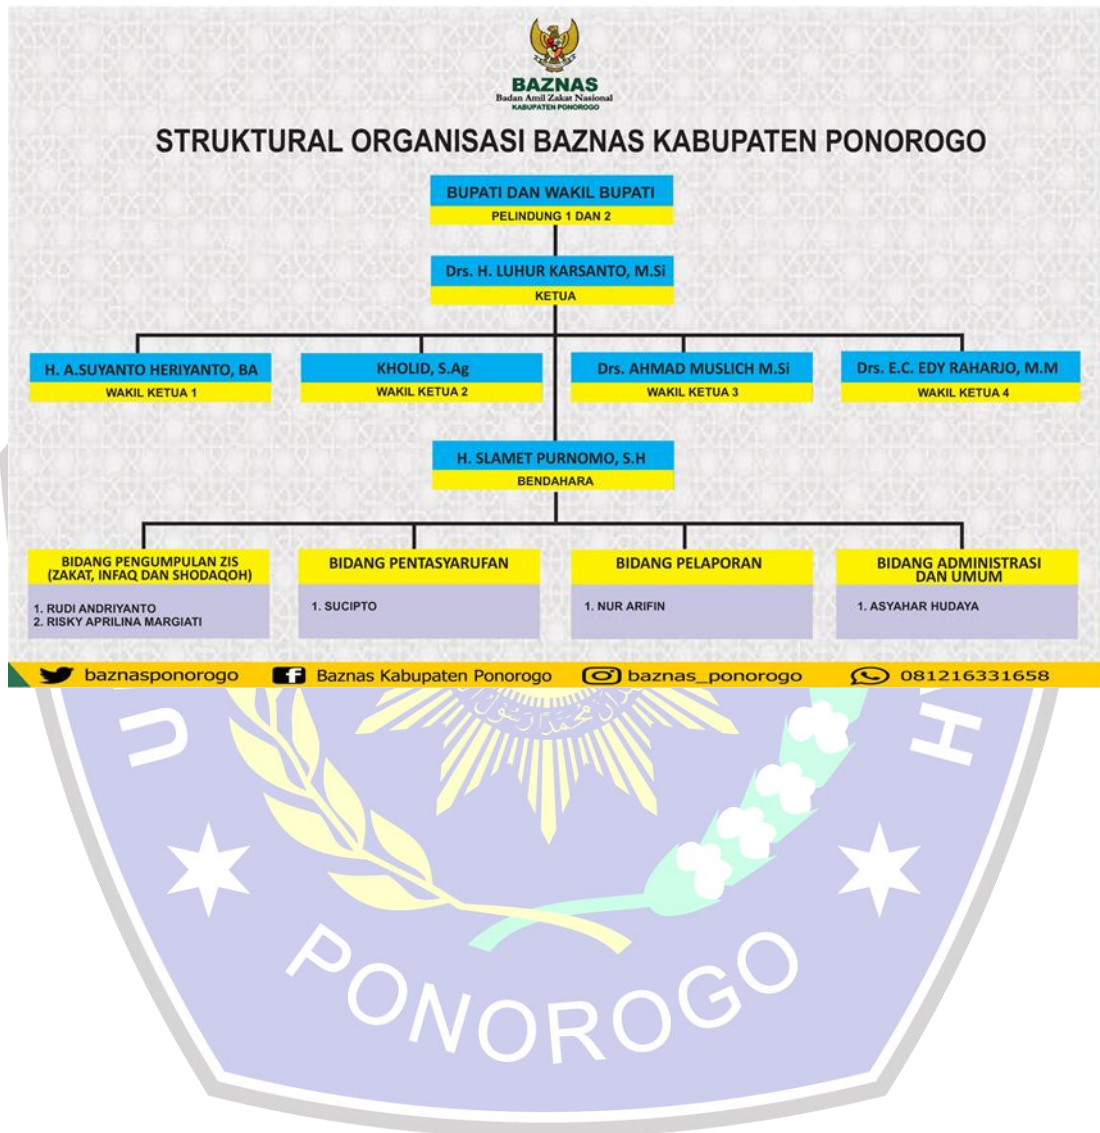 BAZNAS
Badan Amil Zakat Nasional
KABUPATEN PONOROGO
STRUKTURAL ORGANISASI BAZNAS KABUPATEN PONOROGO
BUPATI DAN WAKIL BUPATI
PELINDUNG 1 DAN 2
Drs. H. LUHUR KARSANTO, M.Si
KETUA
H. A.SUYANTO HERIYANTO, BA
WAKIL KETUA 1
KHOLID, S.Ag
WAKIL KETUA 2
Drs. AHMAD MUSLICH M.Si
WAKIL KETUA 3
Drs. E.C. EDY RAHARJO, M.M
WAKIL KETUA 4
H. SLAMET PURNOMO, S.H
BENDAHARA
BIDANG PENGUMPULAN ZIS
(ZAKAT, INFAQ DAN SHODAQOH)
1. RUDI ANDRIYANTO
2. RISKY APRILINA MARGIATI
BIDANG PENTASYARUFAN
1. SUCIPTO
BIDANG PELAPORAN
1. NUR ARIFIN
BIDANG ADMINISTRASI
DAN UMUM
1. ASYAHAR HUDAYA
baznasponorogo
Baznas Kabupaten Ponorogo
baznas_ponorogo
081216331658
PONOROGO